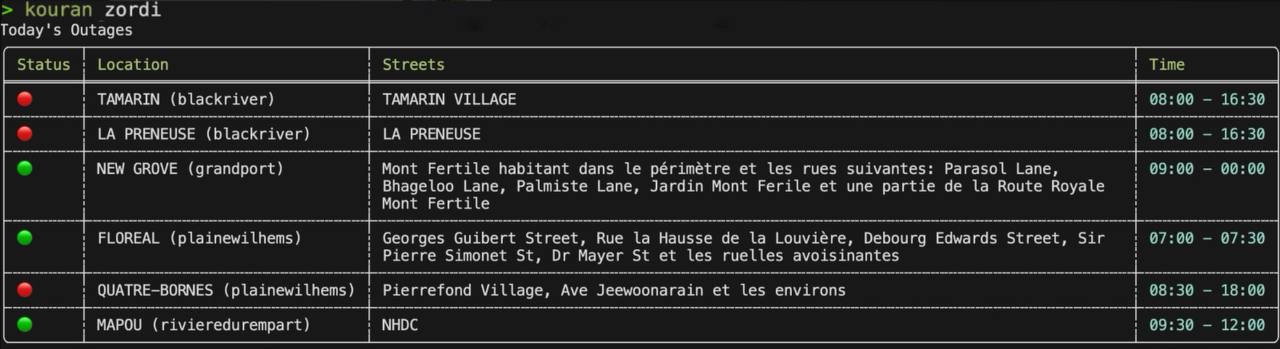 > kouran zordi
Today's Outages
Status Location Streets Time
TAMARIN (blackriver) TAMARIN VILLAGE 08:00 – 16:30
LA PRENEUSE (blackriver) LA PRENEUSE 08:00 – 16:30
NEW GROVE (grandport) Mont Fertile habitant dans le périmètre et les rues suivantes: Parasol Lane, 09:00 – 00:00
Bhageloo Lane, Palmiste Lane, Jardin Mont Ferile et une partie de la Route Royale
Mont Fertile
FLOREAL (plainewilhems) Georges Guibert Street, Rue la Hausse de la Louvière, Debourg Edwards Street, Sir 07:00 – 07:30
Pierre Simonet St, Dr Mayer St et les ruelles avoisinantes
QUATRE–BORNES (plainewilhems) Pierrefond Village, Ave Jeewoonarain et les environs 08:30 – 18:00
MAPOU (rivieredurempart) NHDC 09:30 – 12:00